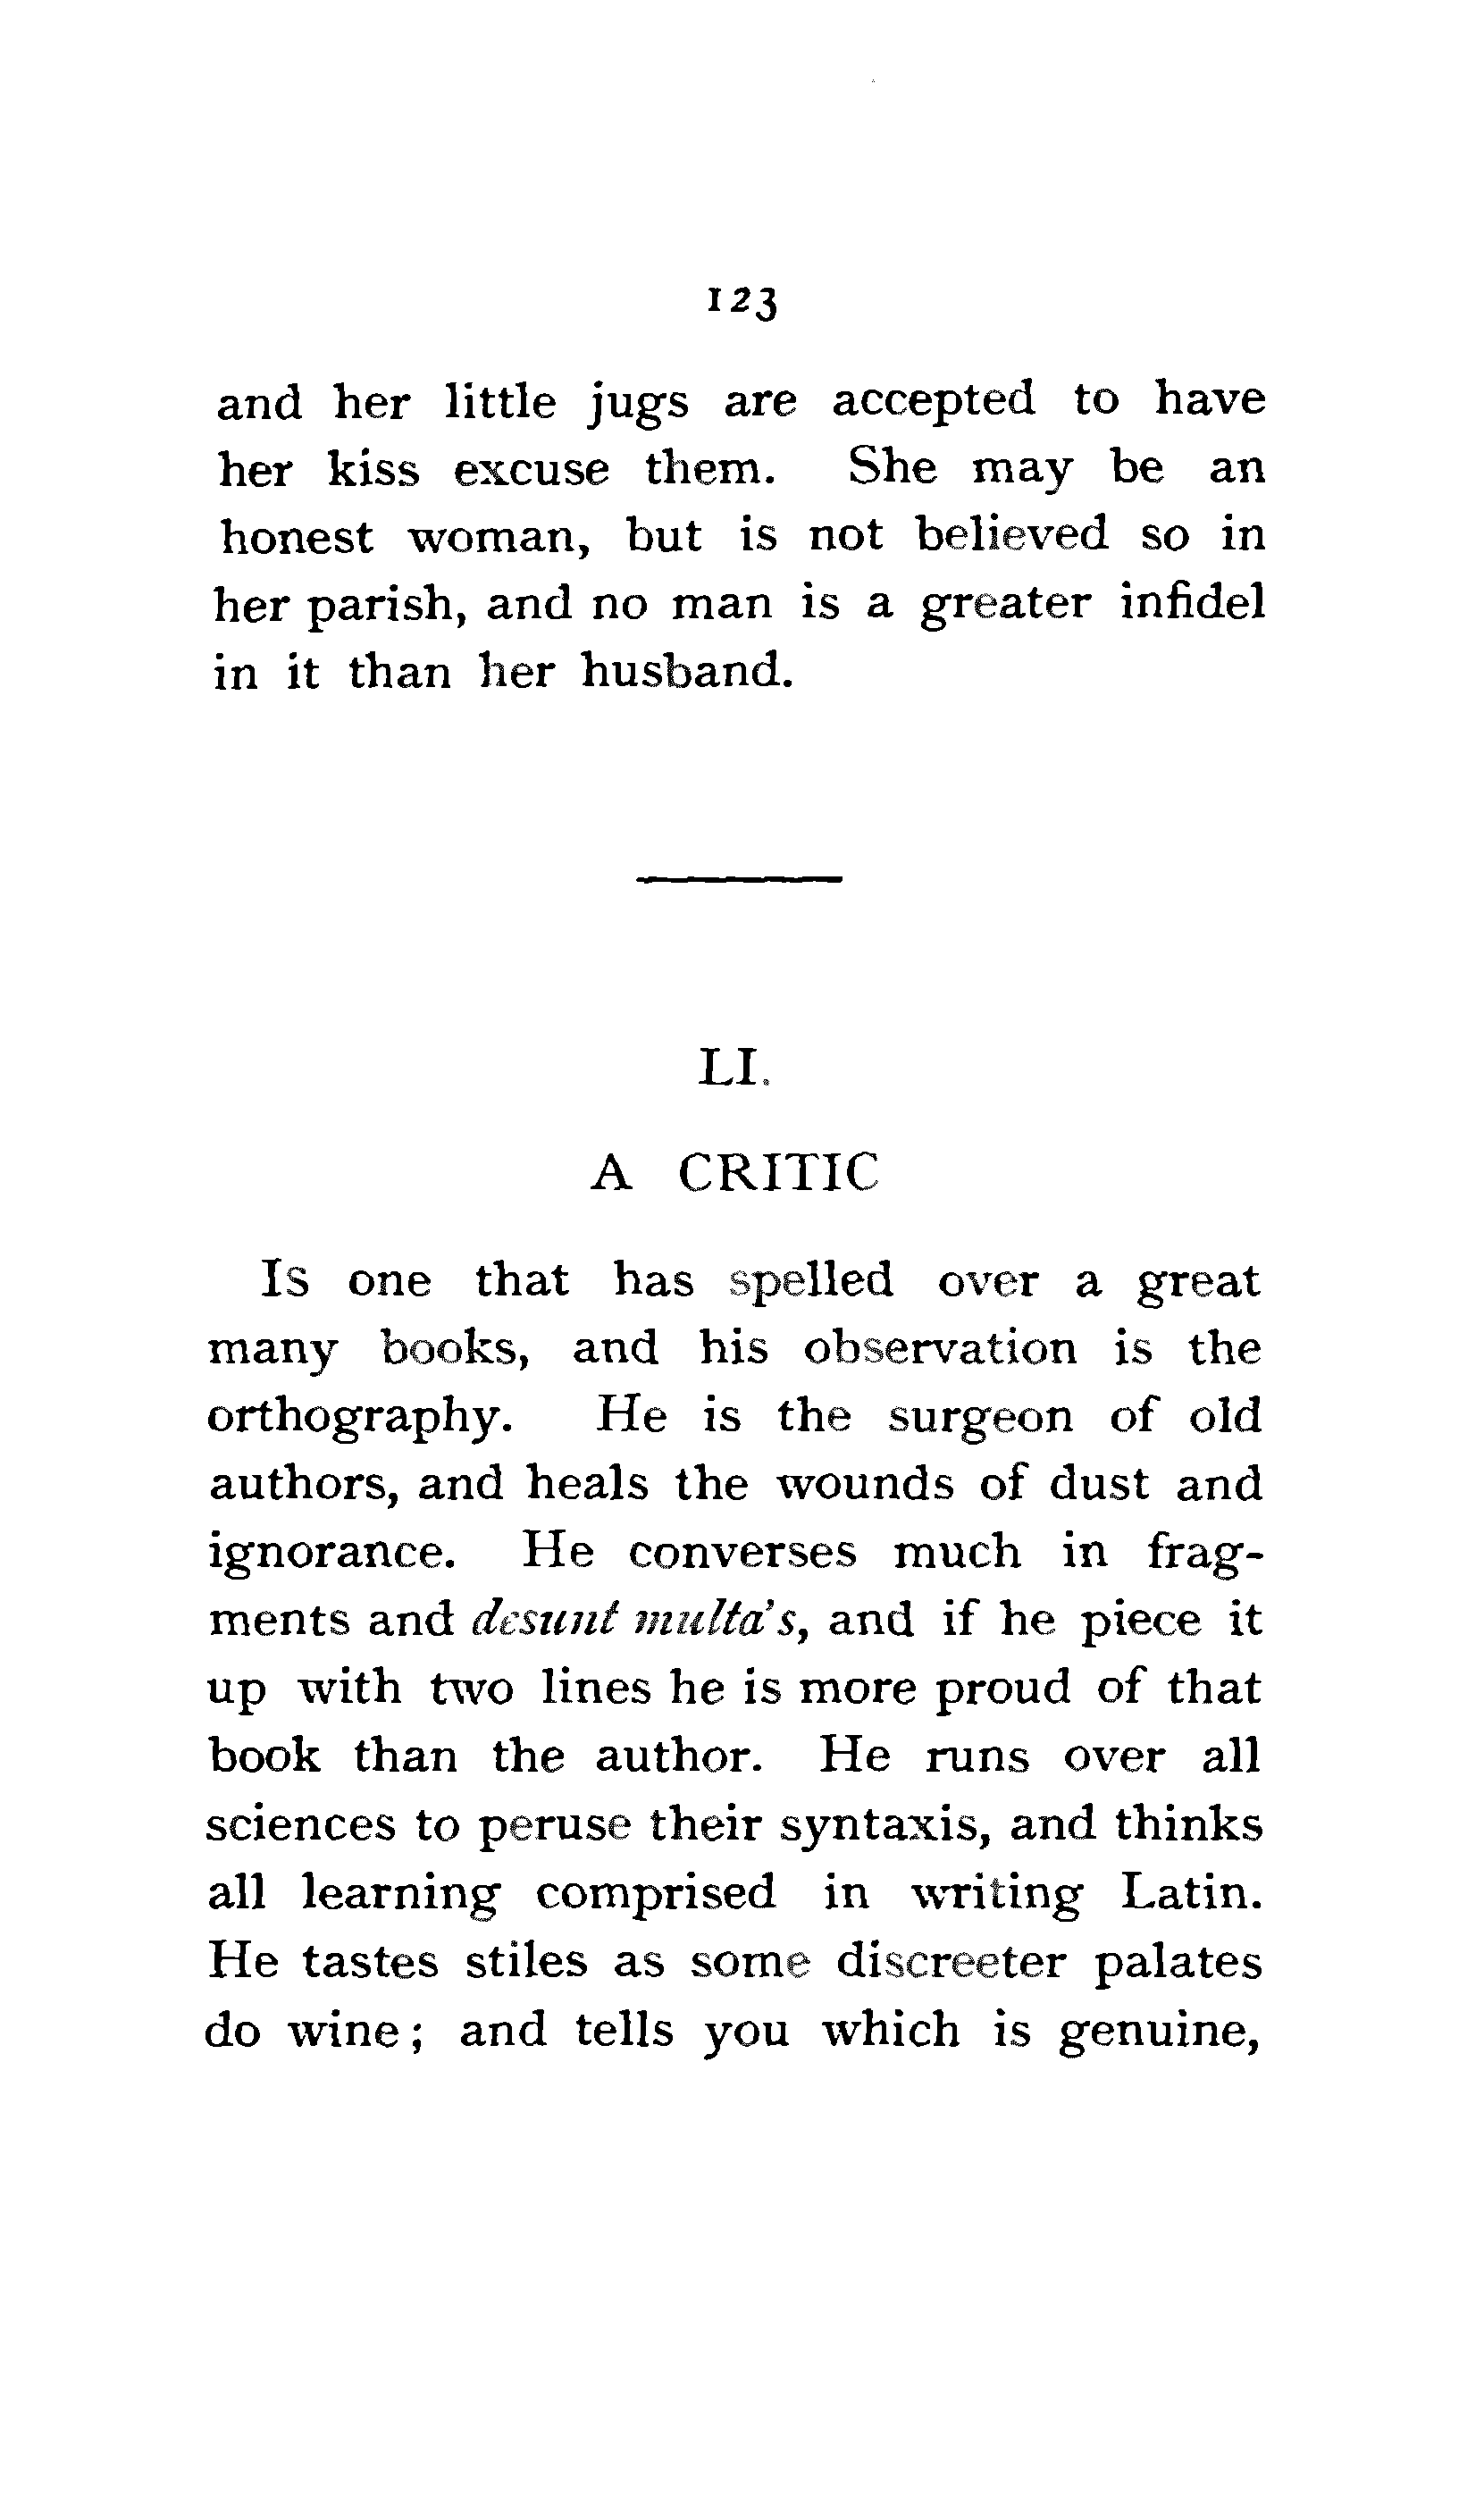 123
and her little jugs are accepted to have
her kiss excuse them. She may be an
honest woman, but is not believed so in
her parish, and no man is a greater infidel
in it than her husband.
LI.
A CRITIC
Is one that has spelled over a great
many books, and his observation is the
orthography. He is the surgeon of old
authors, and heals the wounds of dust and
ignorance. He converses much in frag-
ments and desunt multa's, and if he piece it
up with two lines he is more proud of that
book than the author. He runs over all
sciences to peruse their syntaxis, and thinks
all learning comprised in writing Latin.
He tastes stiles as some discreeter palates
do wine; and tells you which is genuine,